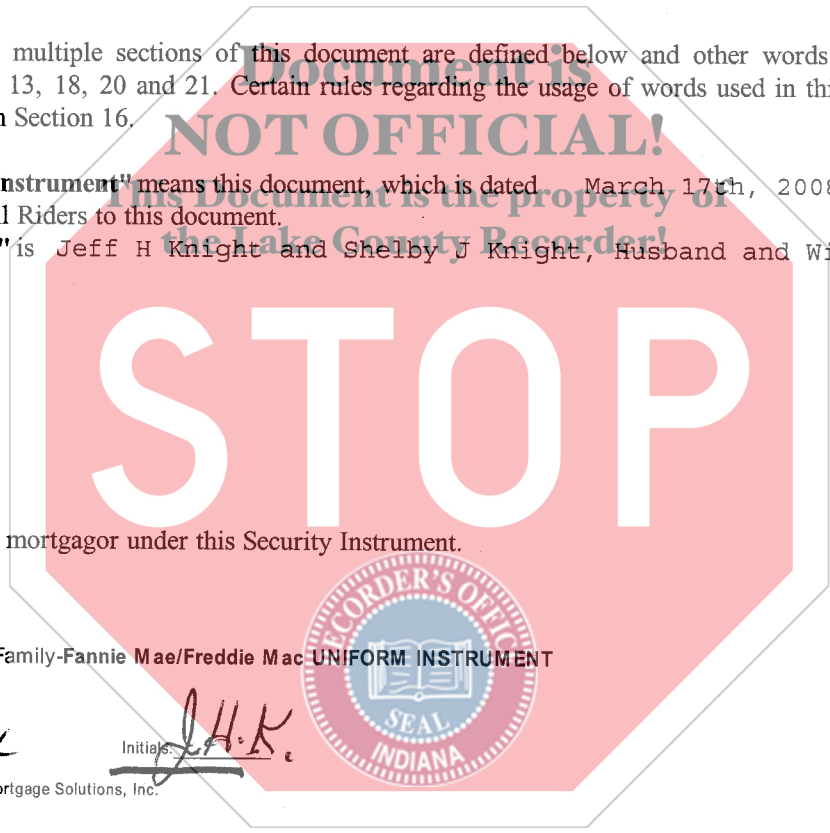 multiple sections of this document are defined below and other words
Document is
13, 18, 20 and 21. Certain rules regarding the usage of words used in
Section 16.
NOT OFFICIAL!
nstrument" means this document, which is dated March 17th, 2008
This Document is the property of
l Riders to this document.
the Lake County Recorder!
" is Jeff H Knight and Shelby J Knight, Husband and Wi
STOP
mortgagor under this Security Instrument.
RECORDER'S OFFICE
Family-Fannie Mae/Freddie Mac UNIFORM INSTRUMENT
SEAL
INDIANA
Initials: J.H.K.
ortgage Solutions, Inc.